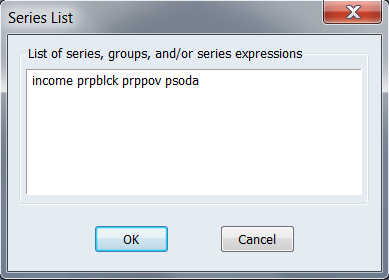 Series List
List of series, groups, and/or series expressions
income prpblck prppov psoda
OK
Cancel